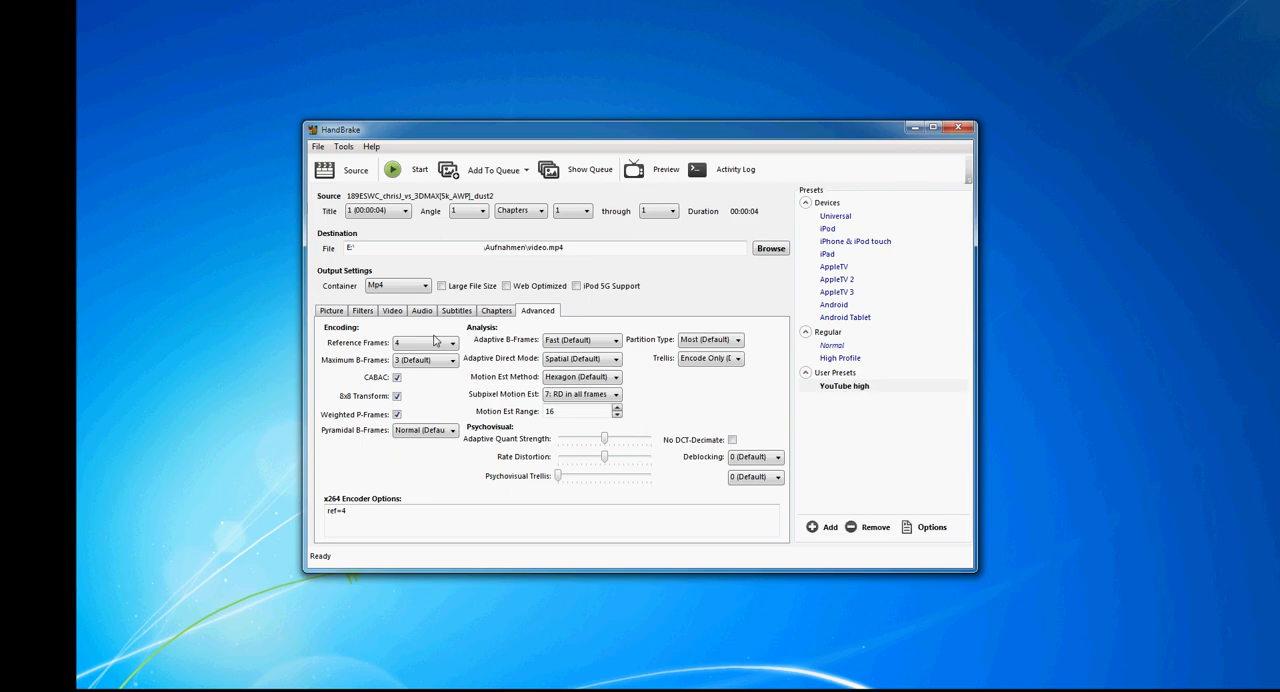 HandBrake
File Tools Help
Source Start Add To Queue Show Queue Preview Activity Log
Source 189ESWC_chrisJ_vs_3DMAX[5k_AWP]_dust2
Title 1 (00:00:04) Angle 1 Chapters 1 through 1 Duration 00:00:04
Destination
File E:\ \Aufnahmen\video.mp4 Browse
Output Settings
Container Mp4 Large File Size Web Optimized iPod 5G Support
Picture Filters Video Audio Subtitles Chapters Advanced
Encoding:
Reference Frames: 4
Maximum B-Frames: 3 (Default)
CABAC:
8x8 Transform:
Weighted P-Frames:
Pyramidal B-Frames: Normal (Defau
Analysis:
Adaptive B-Frames: Fast (Default) Partition Type: Most (Default)
Adaptive Direct Mode: Spatial (Default) Trellis: Encode Only (D
Motion Est Method: Hexagon (Default)
Subpixel Motion Est: 7: RD in all frames
Motion Est Range: 16
Psychovisual:
Adaptive Quant Strength: No DCT-Decimate:
Rate Distortion: Deblocking: 0 (Default)
Psychovisual Trellis: 0 (Default)
x264 Encoder Options:
ref=4
Ready
Presets
Devices
Universal
iPod
iPhone & iPod touch
iPad
AppleTV
AppleTV 2
AppleTV 3
Android
Android Tablet
Regular
Normal
High Profile
User Presets
YouTube high
Add Remove Options